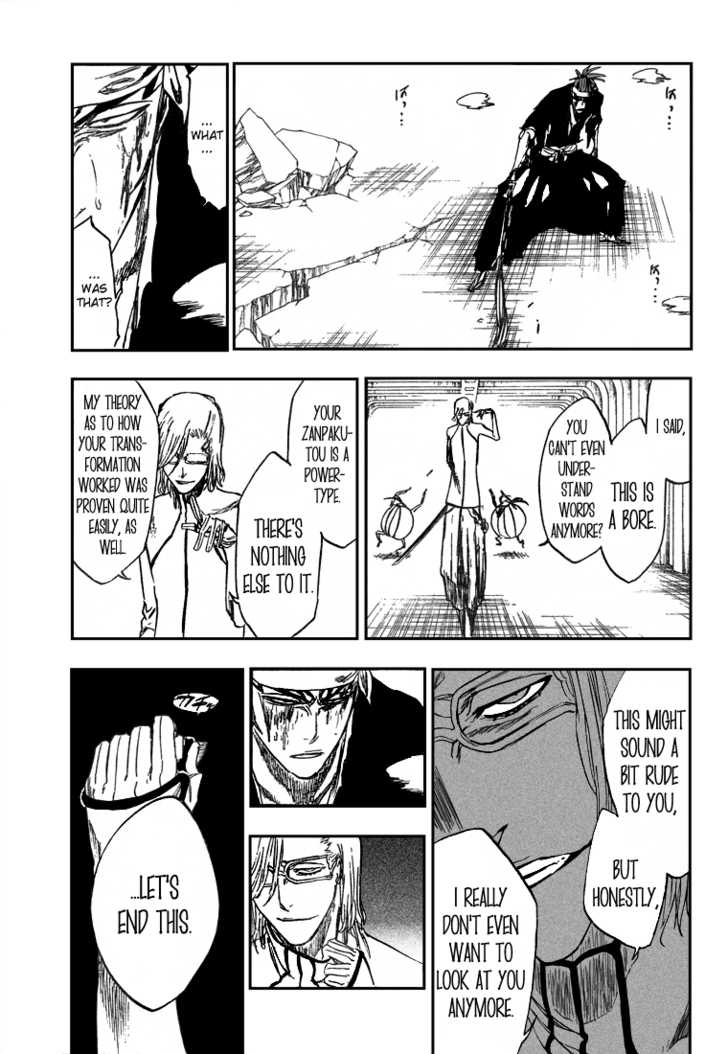 ...
WHAT
...
...
WAS
THAT?
I SAID,
THIS IS
A BORE.
YOU
CAN'T EVEN
UNDER-
STAND
WORDS
ANYMORE?
YOUR
ZANPAKU-
TOU IS A
POWER-
TYPE.
THERE'S
NOTHING
ELSE TO IT.
MY THEORY
AS TO HOW
YOUR TRANS-
FORMATION
WORKED WAS
PROVEN QUITE
EASILY, AS
WELL.
THIS MIGHT
SOUND A
BIT RUDE
TO YOU,
BUT
HONESTLY,
I REALLY
DON'T EVEN
WANT TO
LOOK AT YOU
ANYMORE.
...LET'S
END THIS.